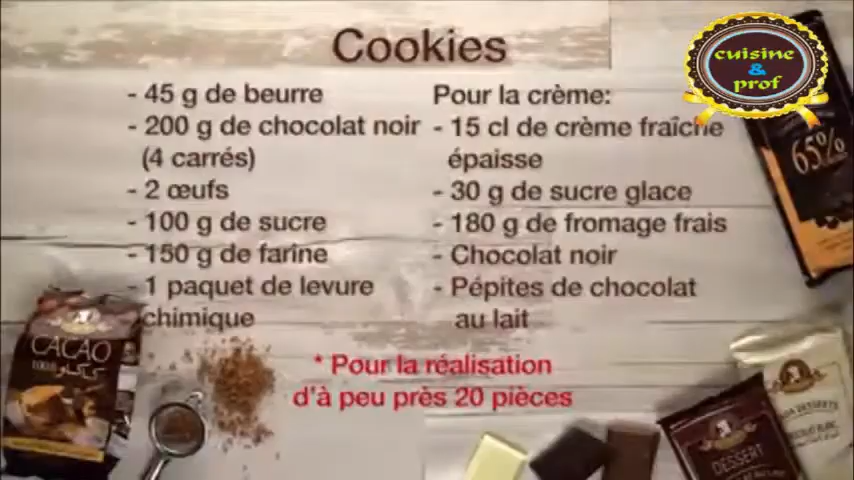 Cookies
- 45 g de beurre
- 200 g de chocolat noir
(4 carrés)
- 2 œufs
- 100 g de sucre
- 150 g de farine
- 1 paquet de levure
chimique
Pour la crème:
- 15 cl de crème fraîche
épaisse
- 30 g de sucre glace
- 180 g de fromage frais
- Chocolat noir
- Pépites de chocolat
au lait
* Pour la réalisation
d'à peu près 20 pièces
cuisine
&
prof
65%
CACAO
100% كاكاو
DESSERT